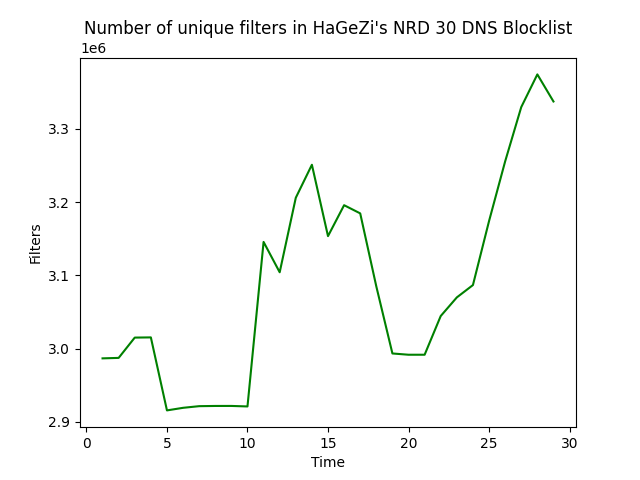 Number of unique filters in HaGeZi's NRD 30 DNS Blocklist
1e6
3.3
3.2
3.1
3.0
2.9
Filters
0 5 10 15 20 25 30
Time